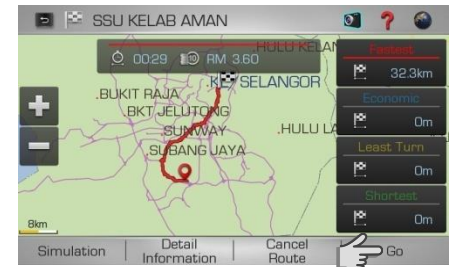 SSU KELAB AMAN
?
00:29 RM 3.60
HULU KELAN
Fastest
32.3km
SELANGOR
.BUKIT RAJA
Economic
0m
BKT JELUTONG
SUNWAY
.HULU LA
Least Turn
0m
SUBANG JAYA
Shortest
0m
8km
Simulation
Detail
Information
Cancel
Route
Go